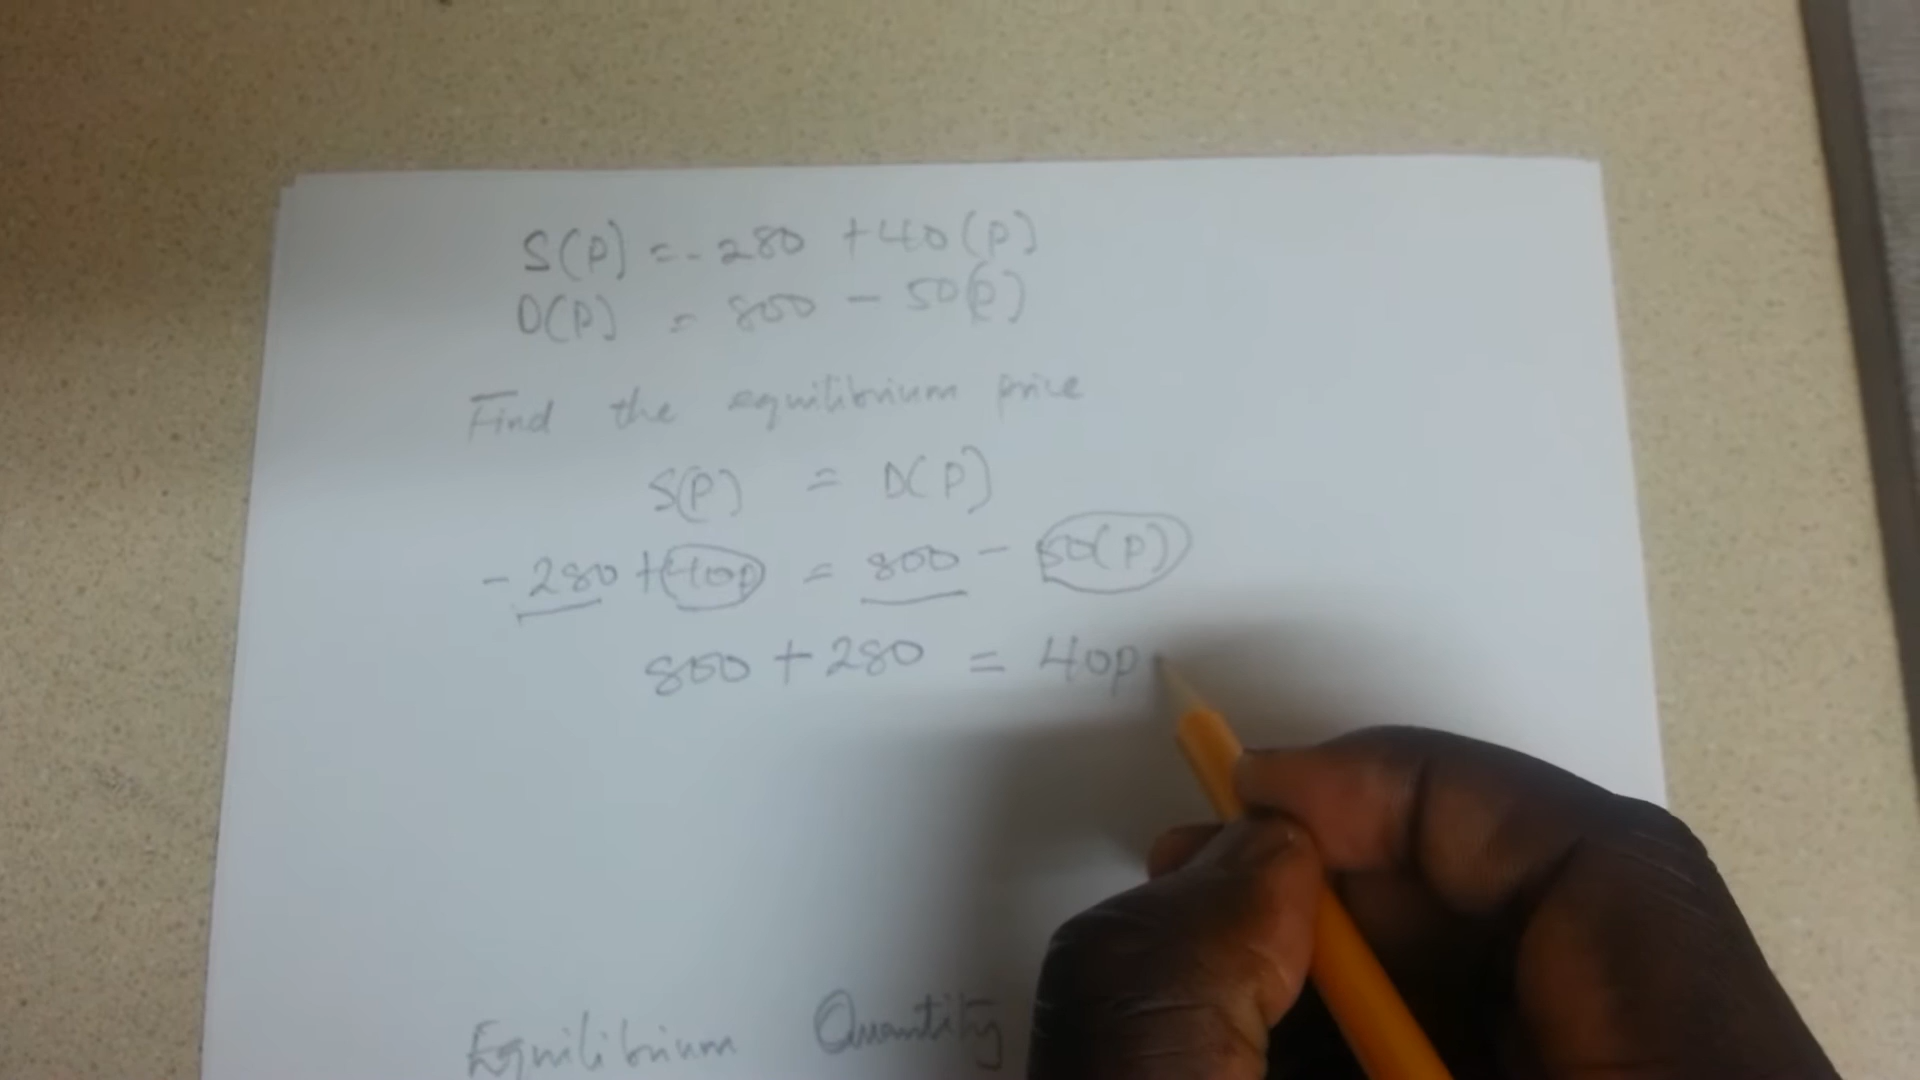 S(P) = -280 + 40(P)
D(P) = 800 - 50(P)
Find the equilibrium price
S(P) = D(P)
-280 + 40p = 800 - 50(P)
800 + 280 = 40p
Equilibrium Quantity